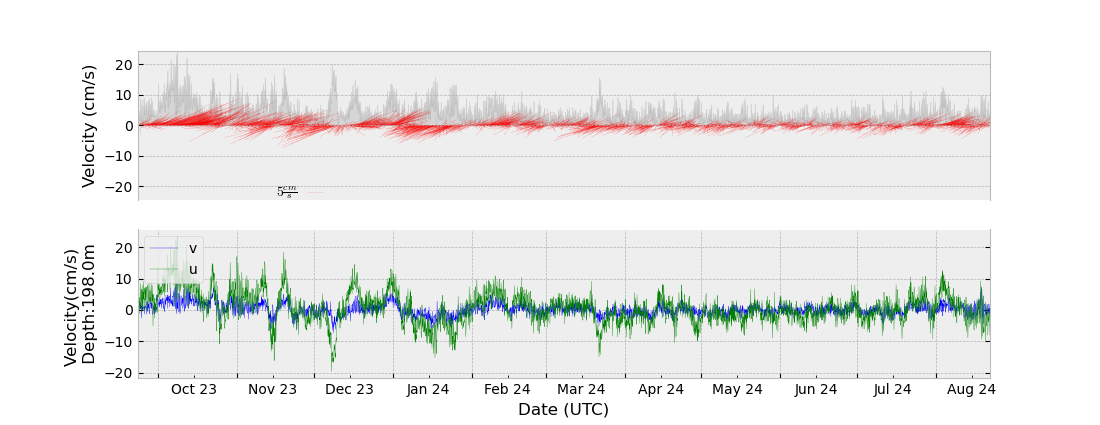 Velocity (cm/s)
20
10
0
−10
−20
5 cm/s
Velocity(cm/s)
Depth:198.0m
20
10
0
−10
−20
v
u
Oct 23 Nov 23 Dec 23 Jan 24 Feb 24 Mar 24 Apr 24 May 24 Jun 24 Jul 24 Aug 24
Date (UTC)